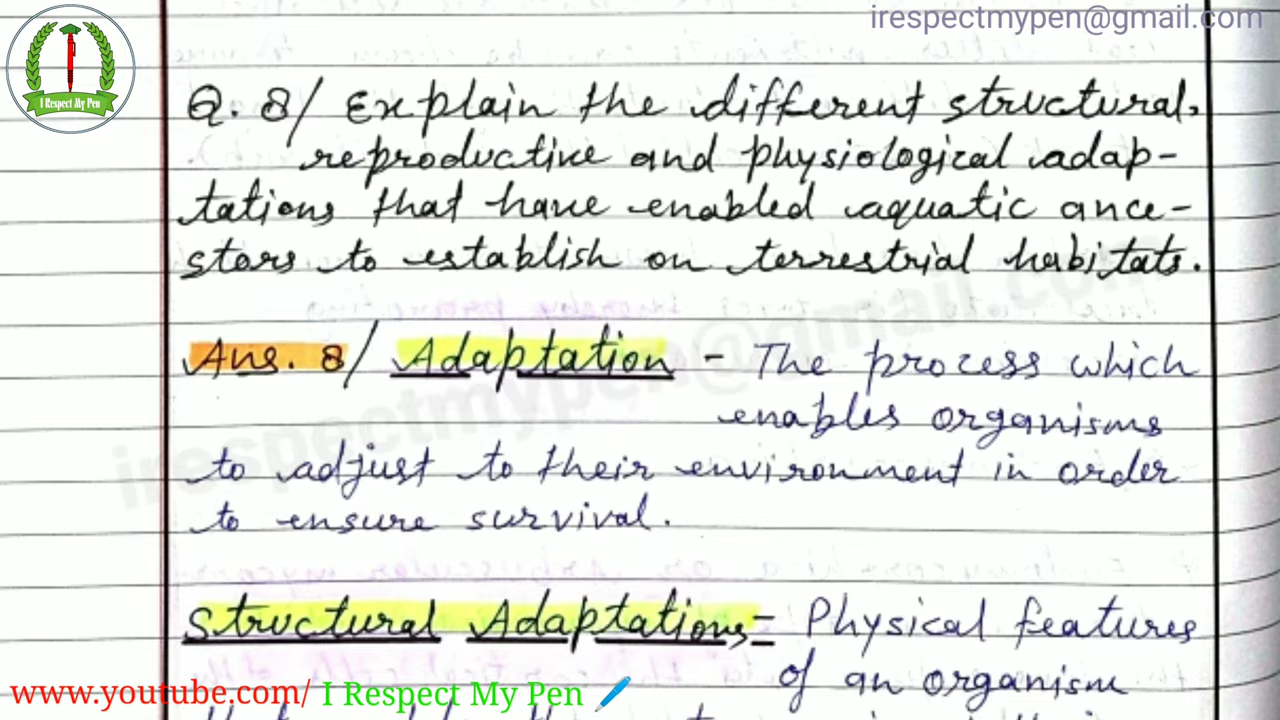 irespectmypen@gmail.com
I Respect My Pen
Q. 8/ Explain the different structural,
reproductive and physiological adap-
tations that have enabled aquatic ance-
stors to establish on terrestrial habitats.
Ans. 8/ Adaptation - The process which
enables organisms
to adjust to their environment in order
to ensure survival.
irespectmypen@gmail.com
Structural Adaptations - Physical features
of an organism
www.youtube.com/ I Respect My Pen